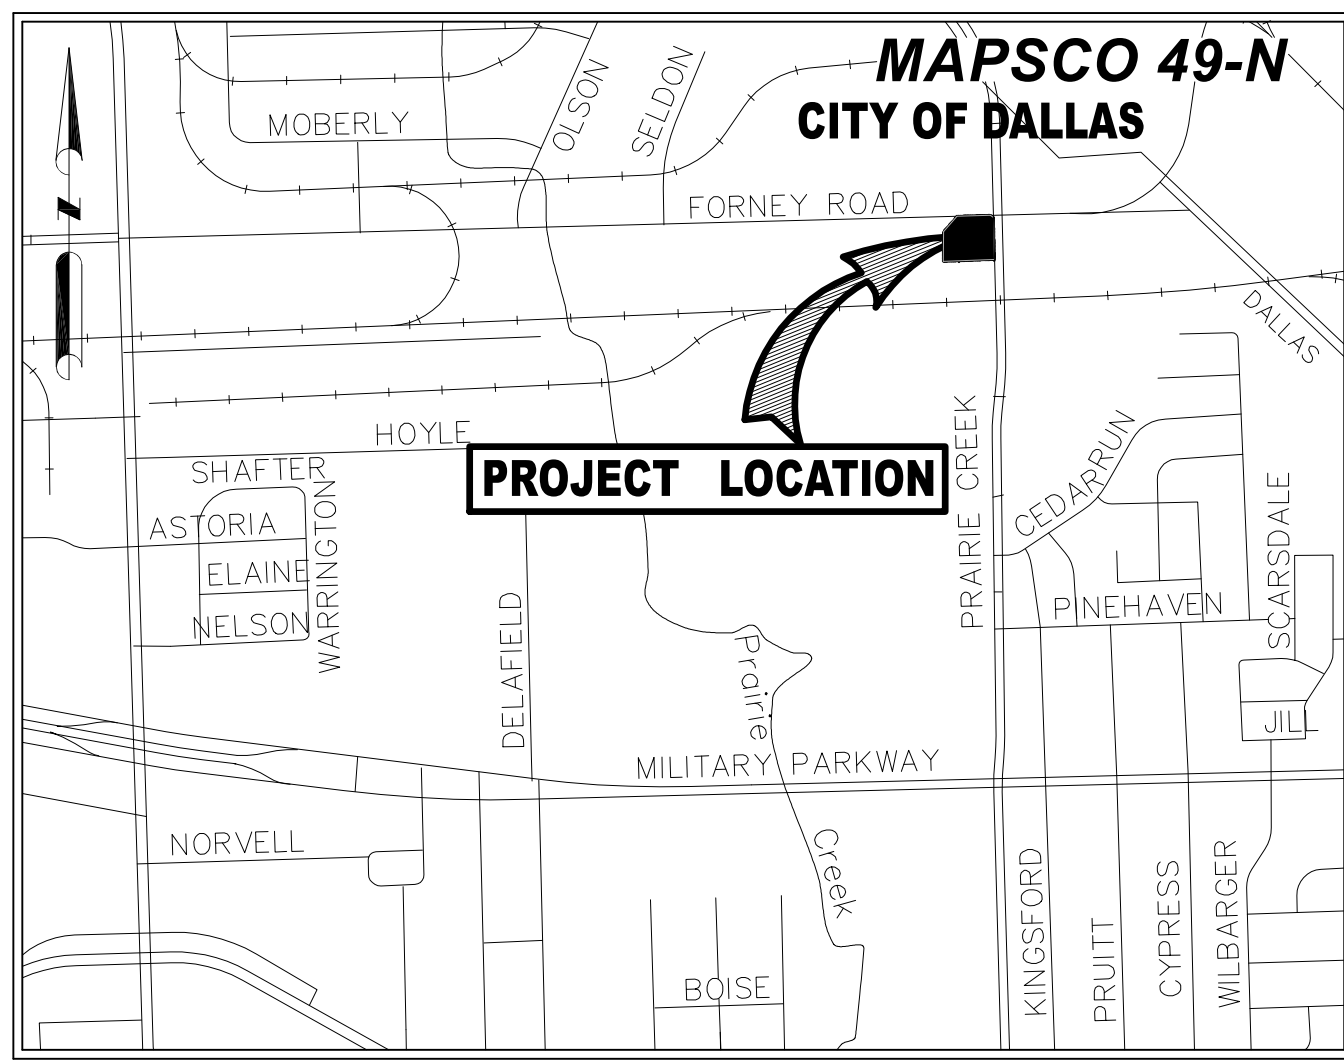 MAPSCO 49-N
CITY OF DALLAS
OLSON
SELDON
MOBERLY
N
FORNEY ROAD
DALLAS
HOYLE
PROJECT LOCATION
PRAIRIE CREEK
CEDARRUN
SHAFTER
ASTORIA
WARRINGTON
ELAINE
NELSON
SCARSDALE
PINEHAVEN
DELAFIELD
Prairie
JILL
MILITARY PARKWAY
NORVELL
Creek
KINGSFORD
PRUITT
CYPRESS
WILBARGER
BOISE